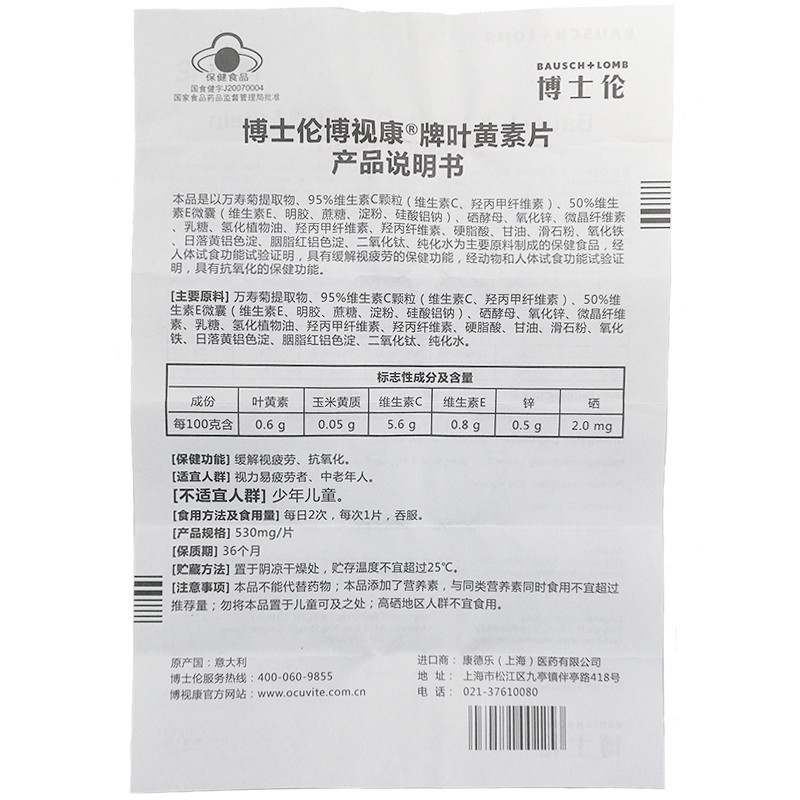 保健食品
国食健字J20070004
国家食品药品监督管理局批准
BAUSCH+LOMB
博士伦
博士伦博视康®牌叶黄素片
产品说明书
本品是以万寿菊提取物、95%维生素C颗粒（维生素C、羟丙甲纤维素）、50%维生
素E微囊（维生素E、明胶、蔗糖、淀粉、硅酸铝钠）、硒酵母、氧化锌、微晶纤维素
、乳糖、氢化植物油、羟丙甲纤维素、羟丙纤维素、硬脂酸、甘油、滑石粉、氧化铁
、日落黄铝色淀、胭脂红铝色淀、二氧化钛、纯化水为主要原料制成的保健食品，经
人体试食功能试验证明，具有缓解视疲劳的保健功能，经动物和人体试食功能试验证
明，具有抗氧化的保健功能。
[主要原料] 万寿菊提取物、95%维生素C颗粒（维生素C、羟丙甲纤维素）、50%维
生素E微囊（维生素E、明胶、蔗糖、淀粉、硅酸铝钠）、硒酵母、氧化锌、微晶纤维
素、乳糖、氢化植物油、羟丙甲纤维素、羟丙纤维素、硬脂酸、甘油、滑石粉、氧化
铁、日落黄铝色淀、胭脂红铝色淀、二氧化钛、纯化水。
标志性成分及含量
成份 叶黄素 玉米黄质 维生素C 维生素E 锌 硒
每100克含 0.6 g 0.05 g 5.6 g 0.8 g 0.5 g 2.0 mg
[保健功能] 缓解视疲劳、抗氧化。
[适宜人群] 视力易疲劳者、中老年人。
[不适宜人群] 少年儿童。
[食用方法及食用量] 每日2次，每次1片，吞服。
[产品规格] 530mg/片
[保质期] 36个月
[贮藏方法] 置于阴凉干燥处，贮存温度不宜超过25℃。
[注意事项] 本品不能代替药物；本品添加了营养素，与同类营养素同时食用不宜超过
推荐量；勿将本品置于儿童可及之处；高硒地区人群不宜食用。
原产国：意大利
博士伦服务热线：400-060-9855
博视康官方网站：www.ocuvite.com.cn
进口商：康德乐（上海）医药有限公司
地 址：上海市松江区九亭镇伴亭路418号
电 话：021-37610080